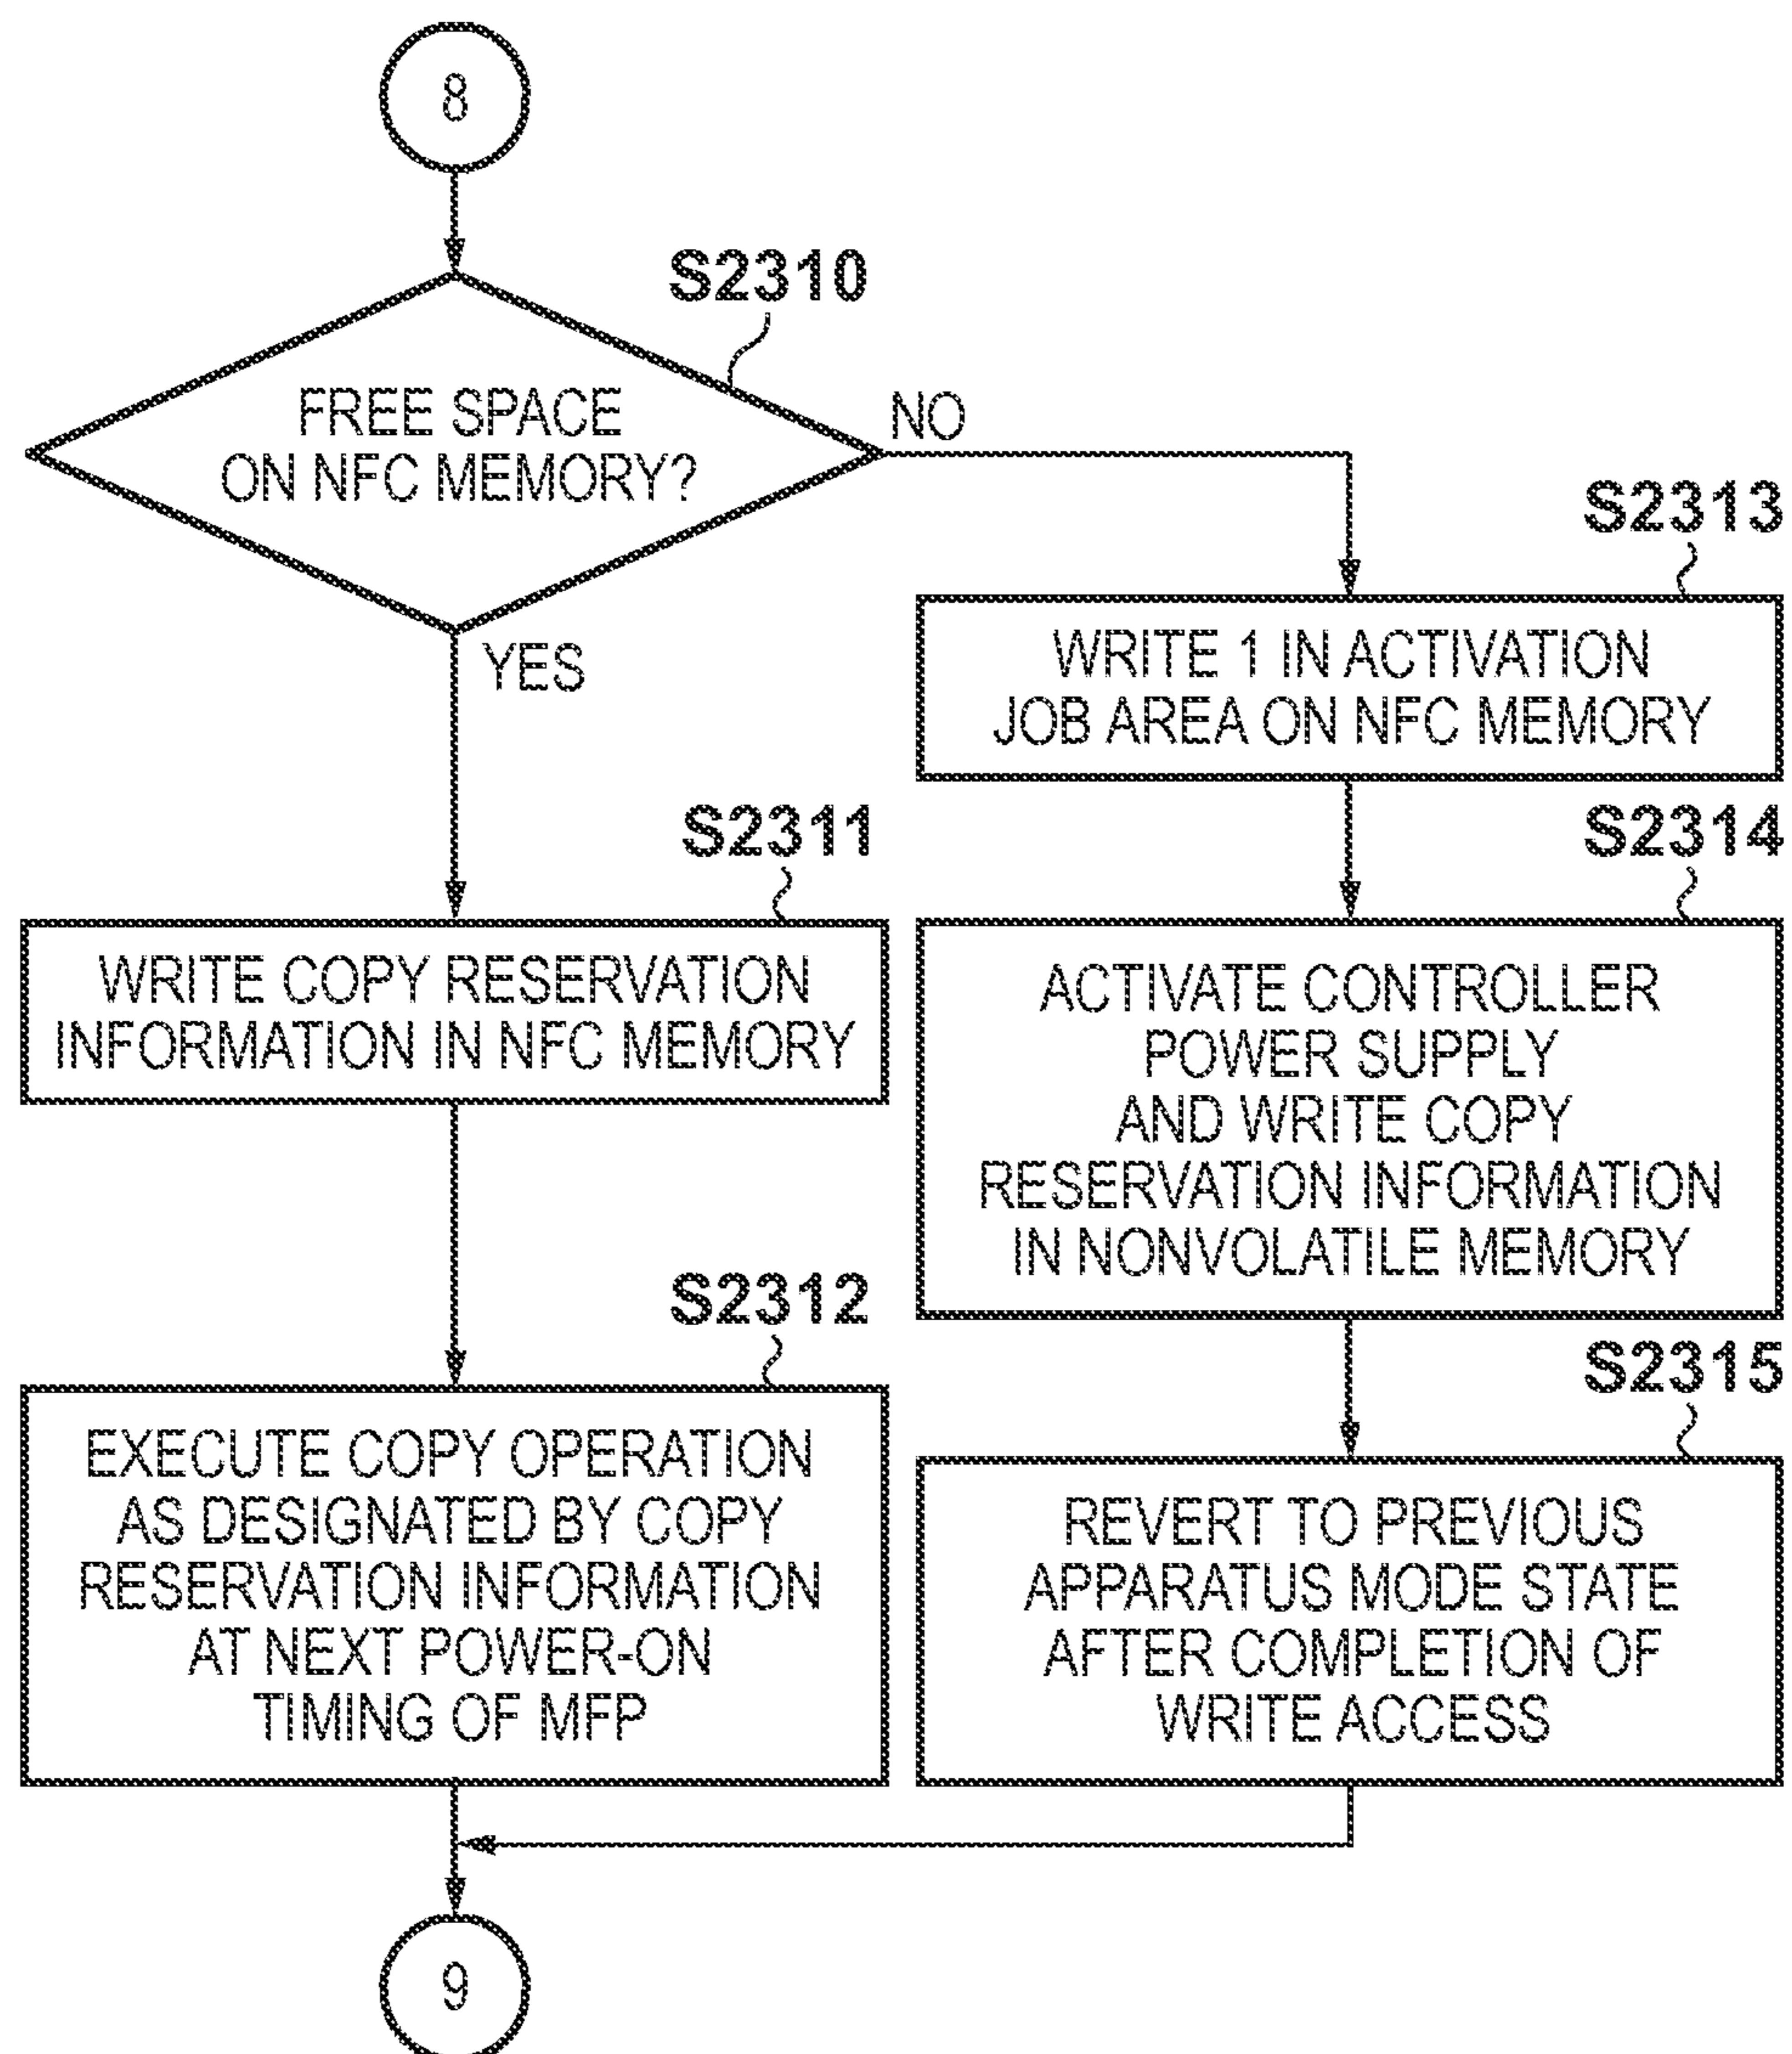 8
S2310
FREE SPACE
ON NFC MEMORY?
NO
YES
S2311
WRITE COPY RESERVATION
INFORMATION IN NFC MEMORY
S2312
EXECUTE COPY OPERATION
AS DESIGNATED BY COPY
RESERVATION INFORMATION
AT NEXT POWER-ON
TIMING OF MFP
S2313
WRITE 1 IN ACTIVATION
JOB AREA ON NFC MEMORY
S2314
ACTIVATE CONTROLLER
POWER SUPPLY
AND WRITE COPY
RESERVATION INFORMATION
IN NONVOLATILE MEMORY
S2315
REVERT TO PREVIOUS
APPARATUS MODE STATE
AFTER COMPLETION OF
WRITE ACCESS
9